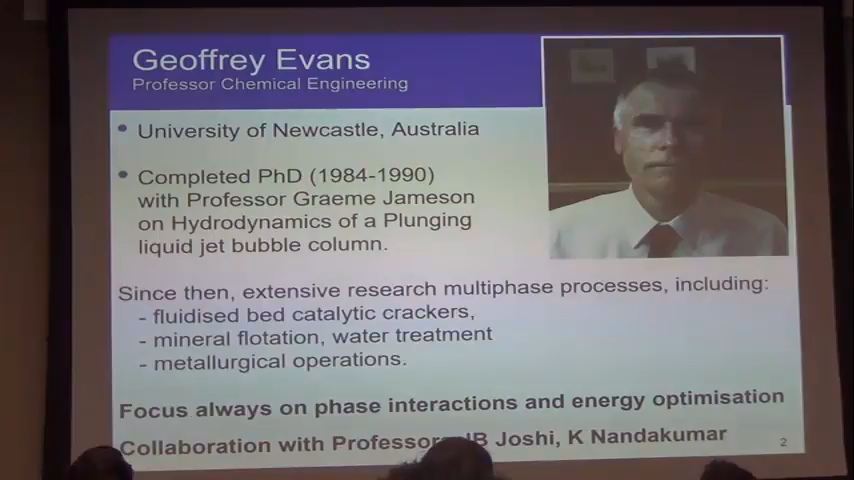 Geoffrey Evans
Professor Chemical Engineering
• University of Newcastle, Australia
• Completed PhD (1984-1990)
with Professor Graeme Jameson
on Hydrodynamics of a Plunging
liquid jet bubble column.
Since then, extensive research multiphase processes, including:
- fluidised bed catalytic crackers,
- mineral flotation, water treatment
- metallurgical operations.
Focus always on phase interactions and energy optimisation
Collaboration with Professors JB Joshi, K Nandakumar
2